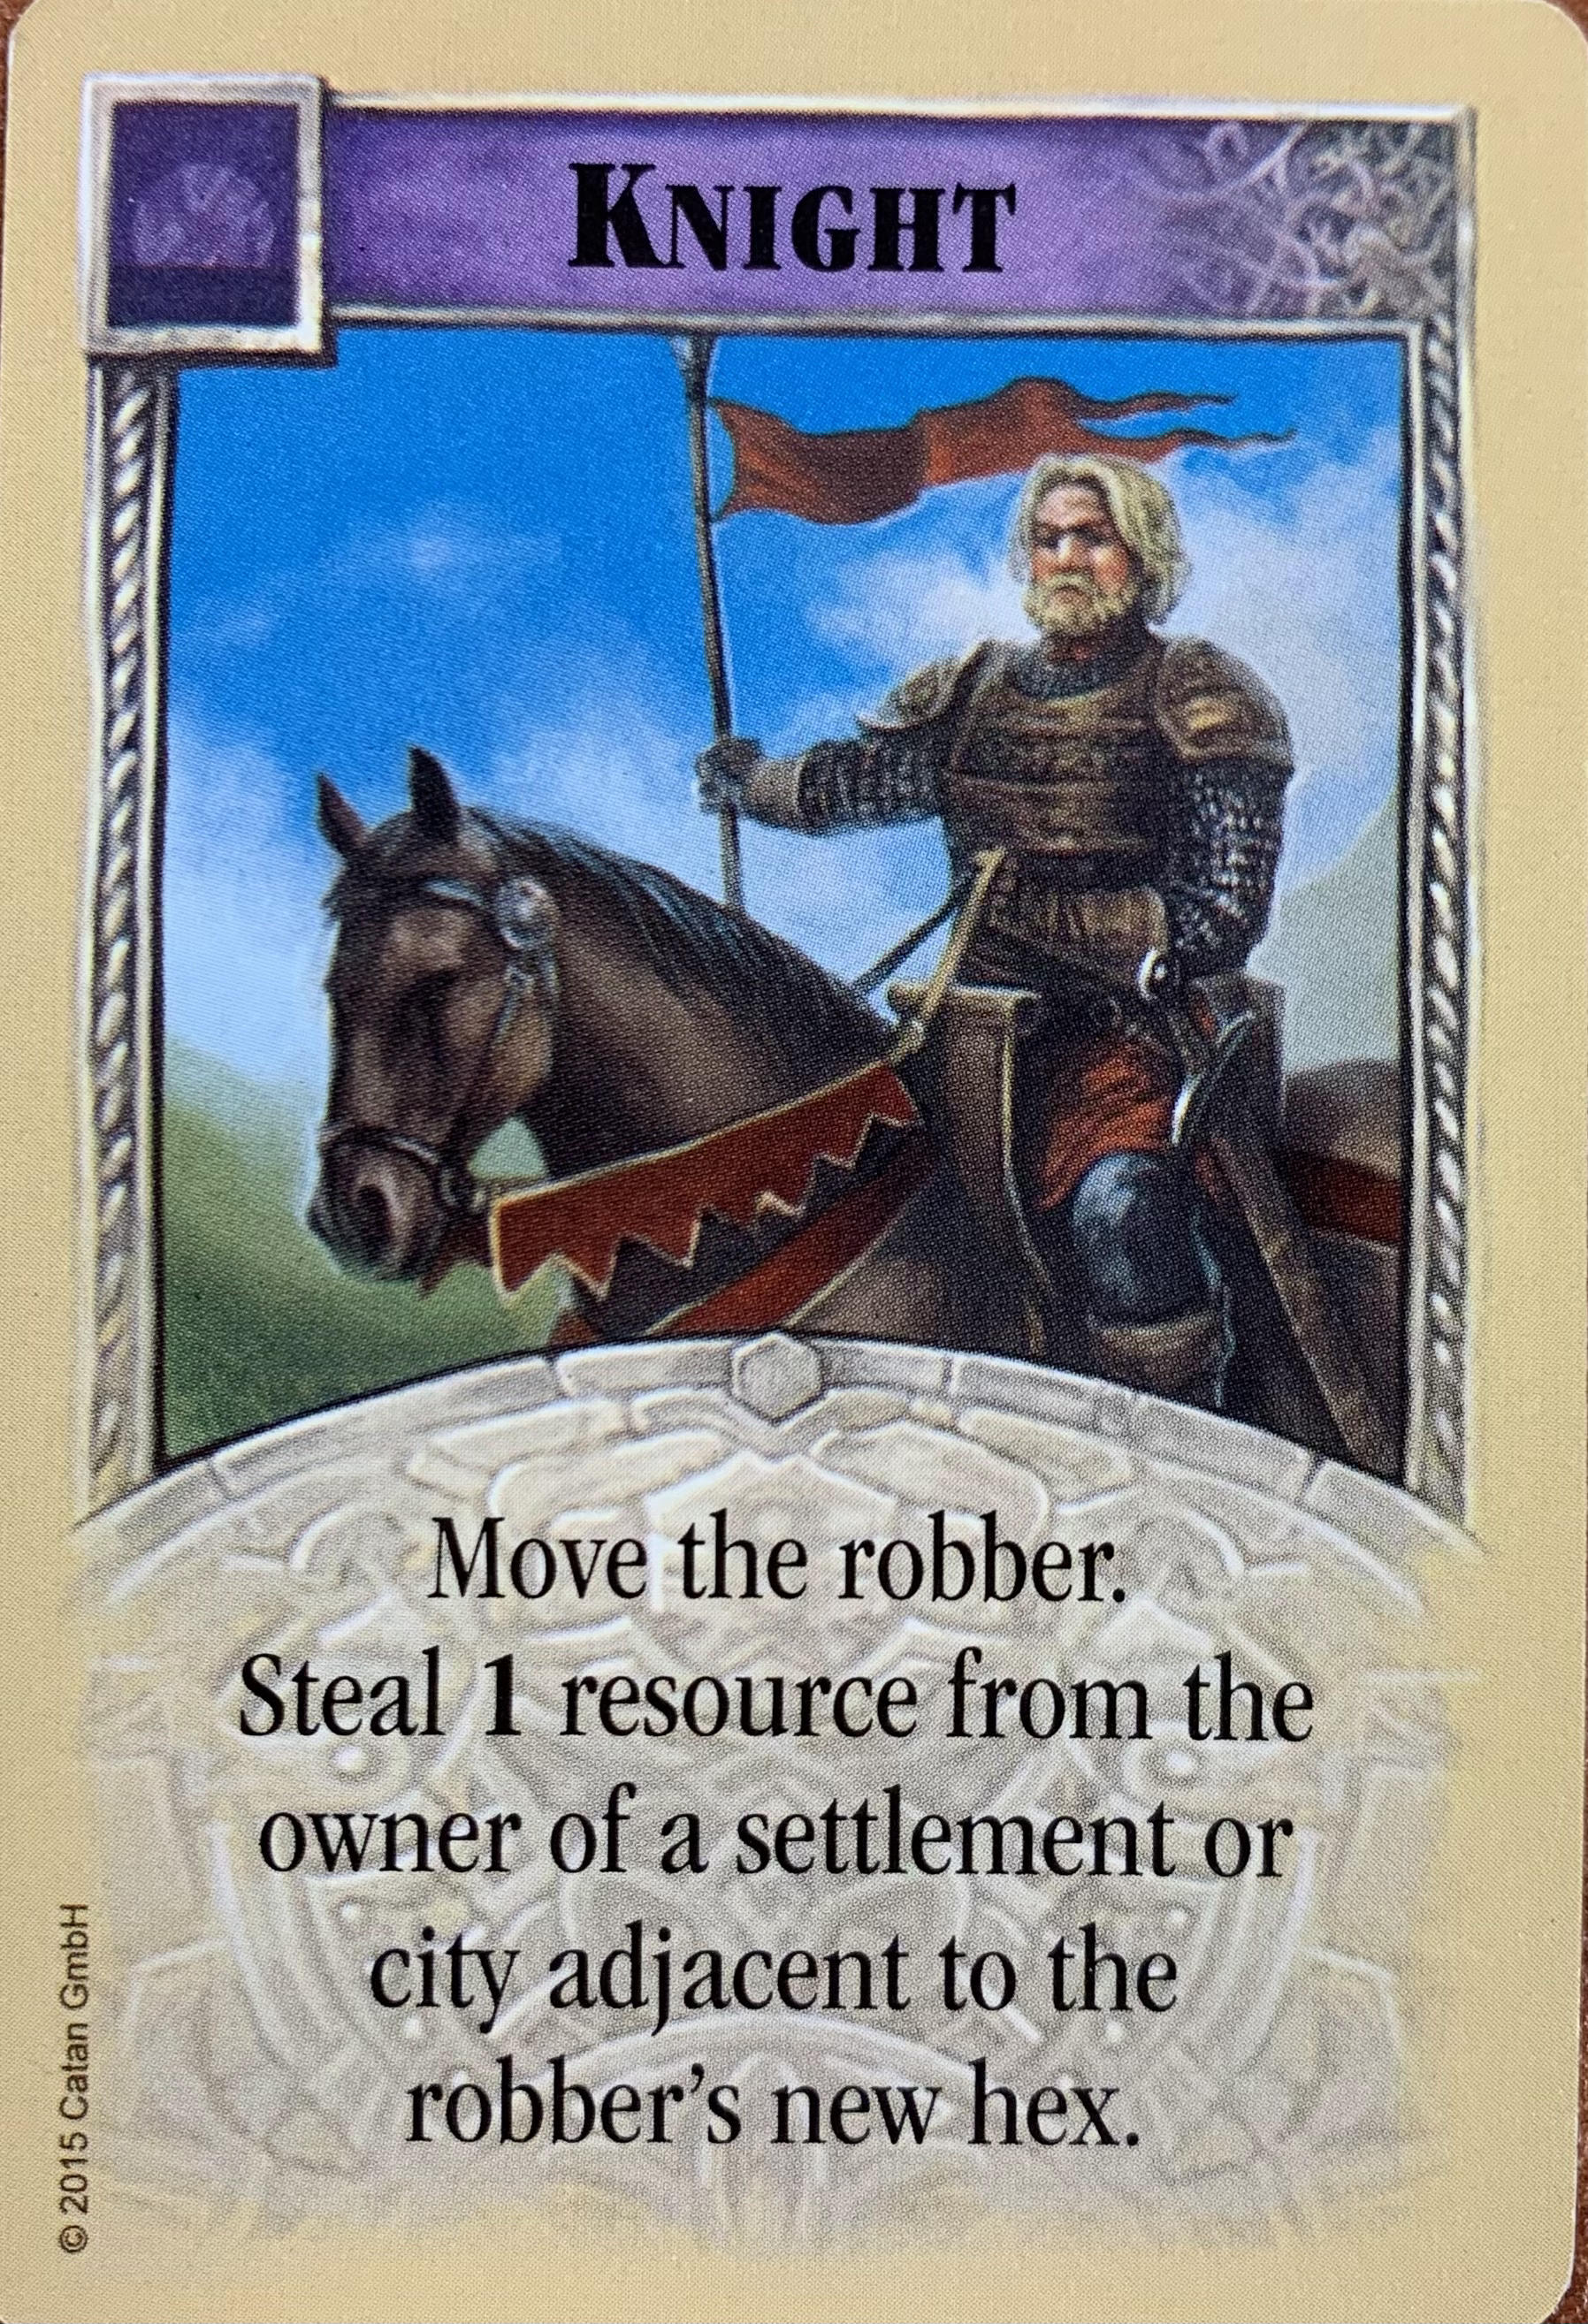 KNIGHT
Move the robber.
Steal 1 resource from the
owner of a settlement or
city adjacent to the
robber’s new hex.
© 2015 Catan GmbH